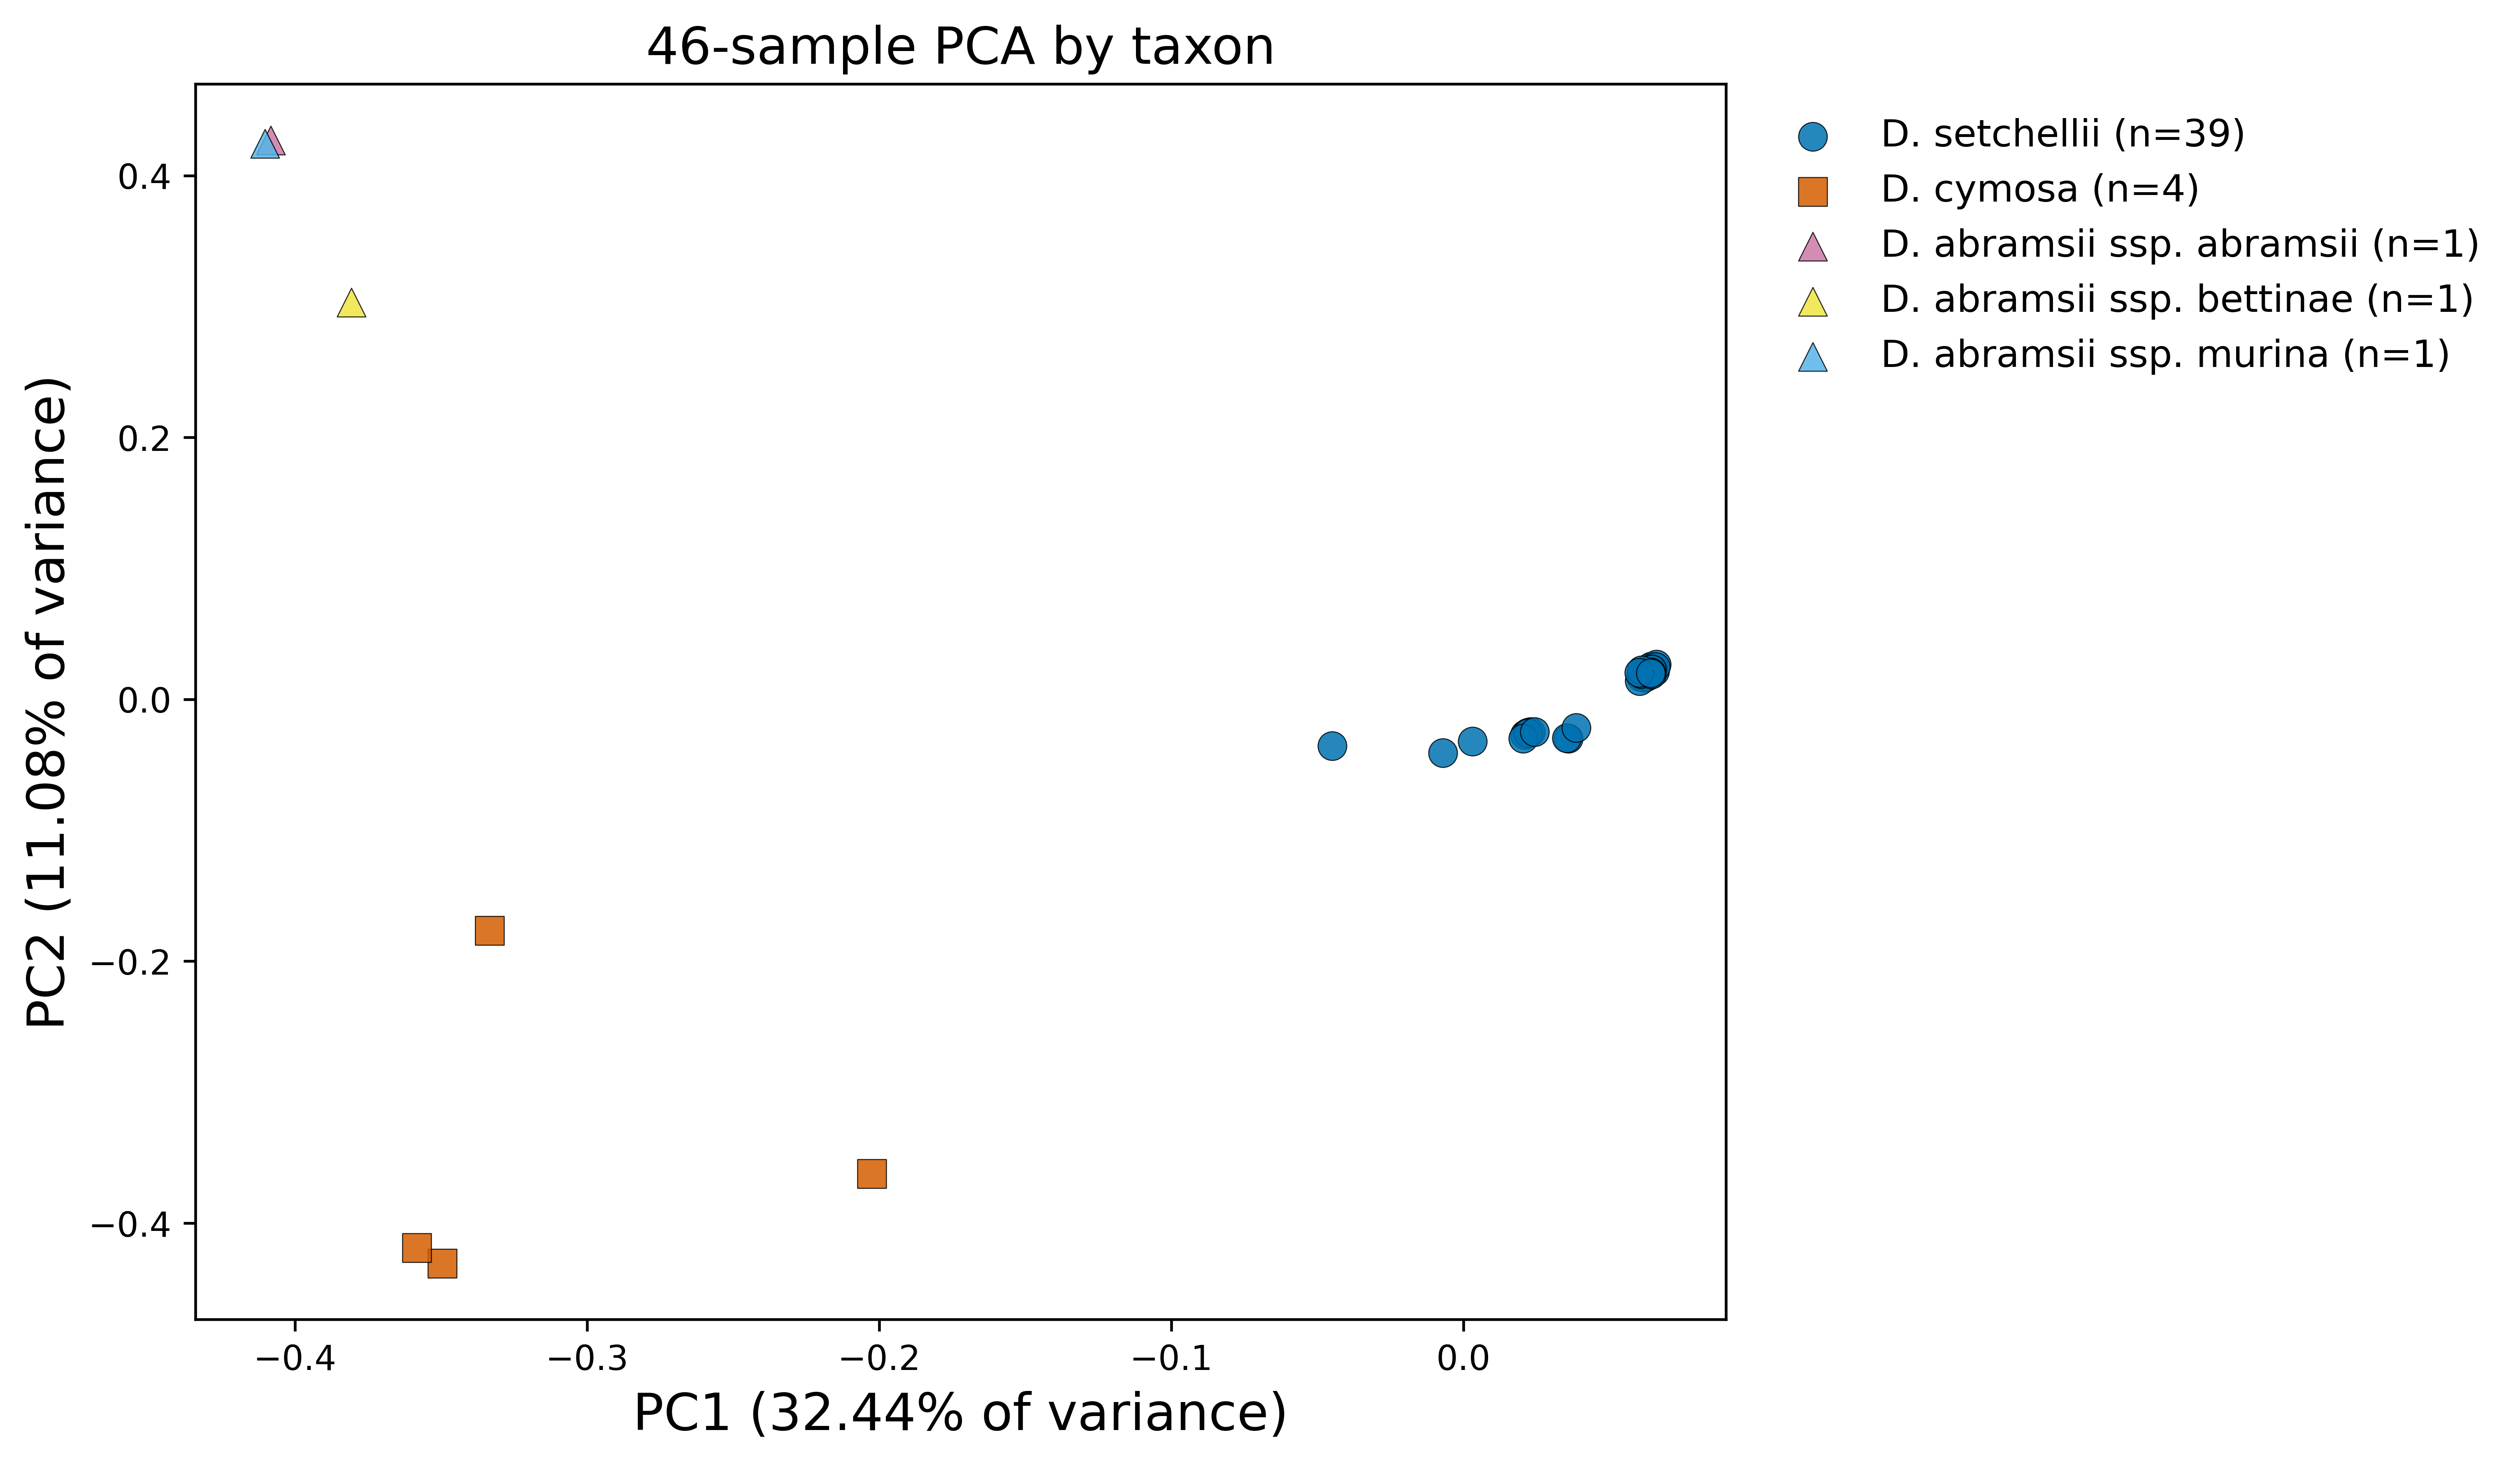 46-sample PCA by taxon
D. setchellii (n=39)
D. cymosa (n=4)
D. abramsii ssp. abramsii (n=1)
D. abramsii ssp. bettinae (n=1)
D. abramsii ssp. murina (n=1)
PC2 (11.08% of variance)
0.4
0.2
0.0
−0.2
−0.4
−0.4
−0.3
−0.2
−0.1
0.0
PC1 (32.44% of variance)